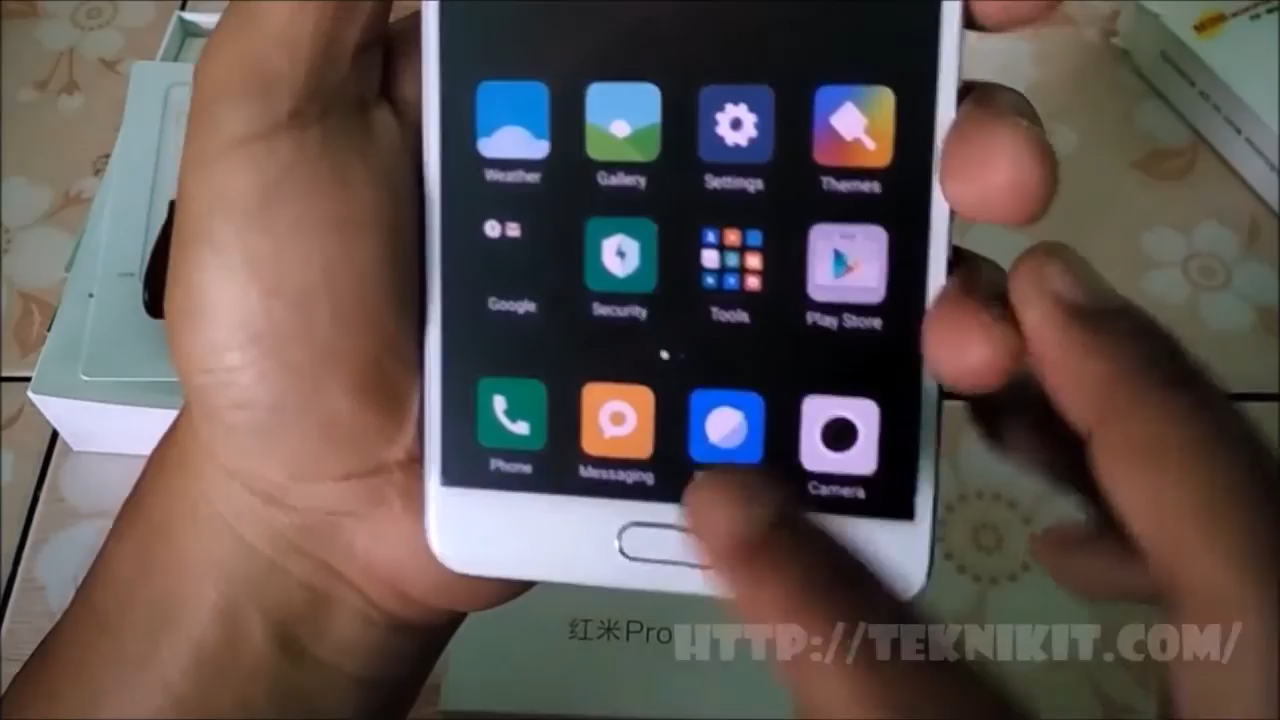 Weather Gallery Settings Themes
Google Security Tools Play Store
Phone Messaging Camera
红米Pro
HTTP://TEKNIKIT.COM/